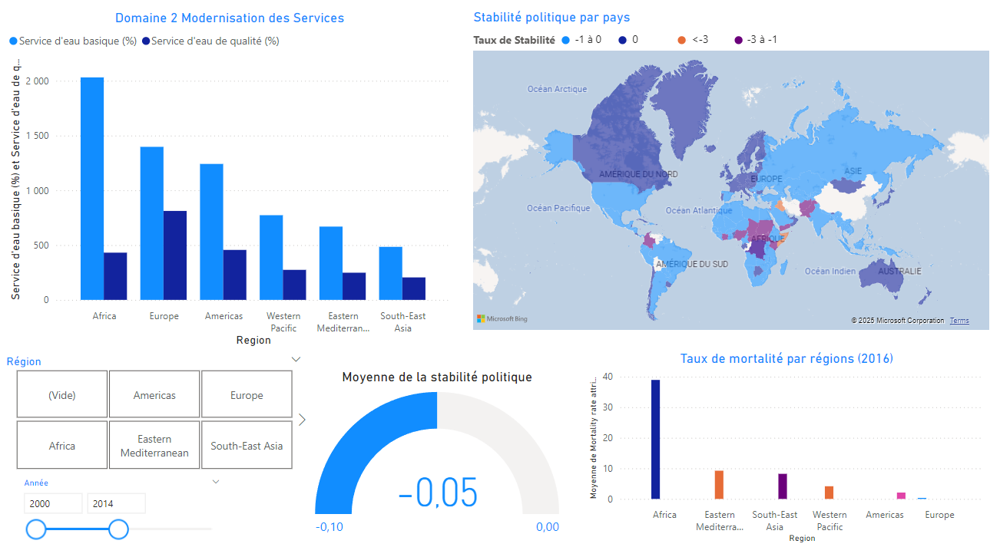 Domaine 2 Modernisation des Services
Service d'eau basique (%) Service d'eau de qualité (%)
Service d'eau basique (%) et Service d'eau de q...
2 000
1 500
1 000
500
0
Africa
Europe
Americas
Western
Pacific
Eastern
Mediterran...
South-East
Asia
Region
Stabilité politique par pays
Taux de Stabilité -1 à 0 0 <-3 -3 à -1
Océan Arctique
AMÉRIQUE DU NORD
EUROPE
ASIE
Océan Pacifique
Océan Atlantique
AFRIQUE
AMÉRIQUE DU SUD
Océan Indien
AUSTRALIE
Microsoft Bing
© 2025 Microsoft Corporation Terms
Région
(Vide)
Americas
Europe
Africa
Eastern
Mediterranean
South-East Asia
Année
2000
2014
Moyenne de la stabilité politique
-0,05
-0,10
0,00
Taux de mortalité par régions (2016)
Moyenne de Mortality rate attri...
40
30
20
10
0
Africa
Eastern
Mediterra...
South-East
Asia
Western
Pacific
Americas
Europe
Region